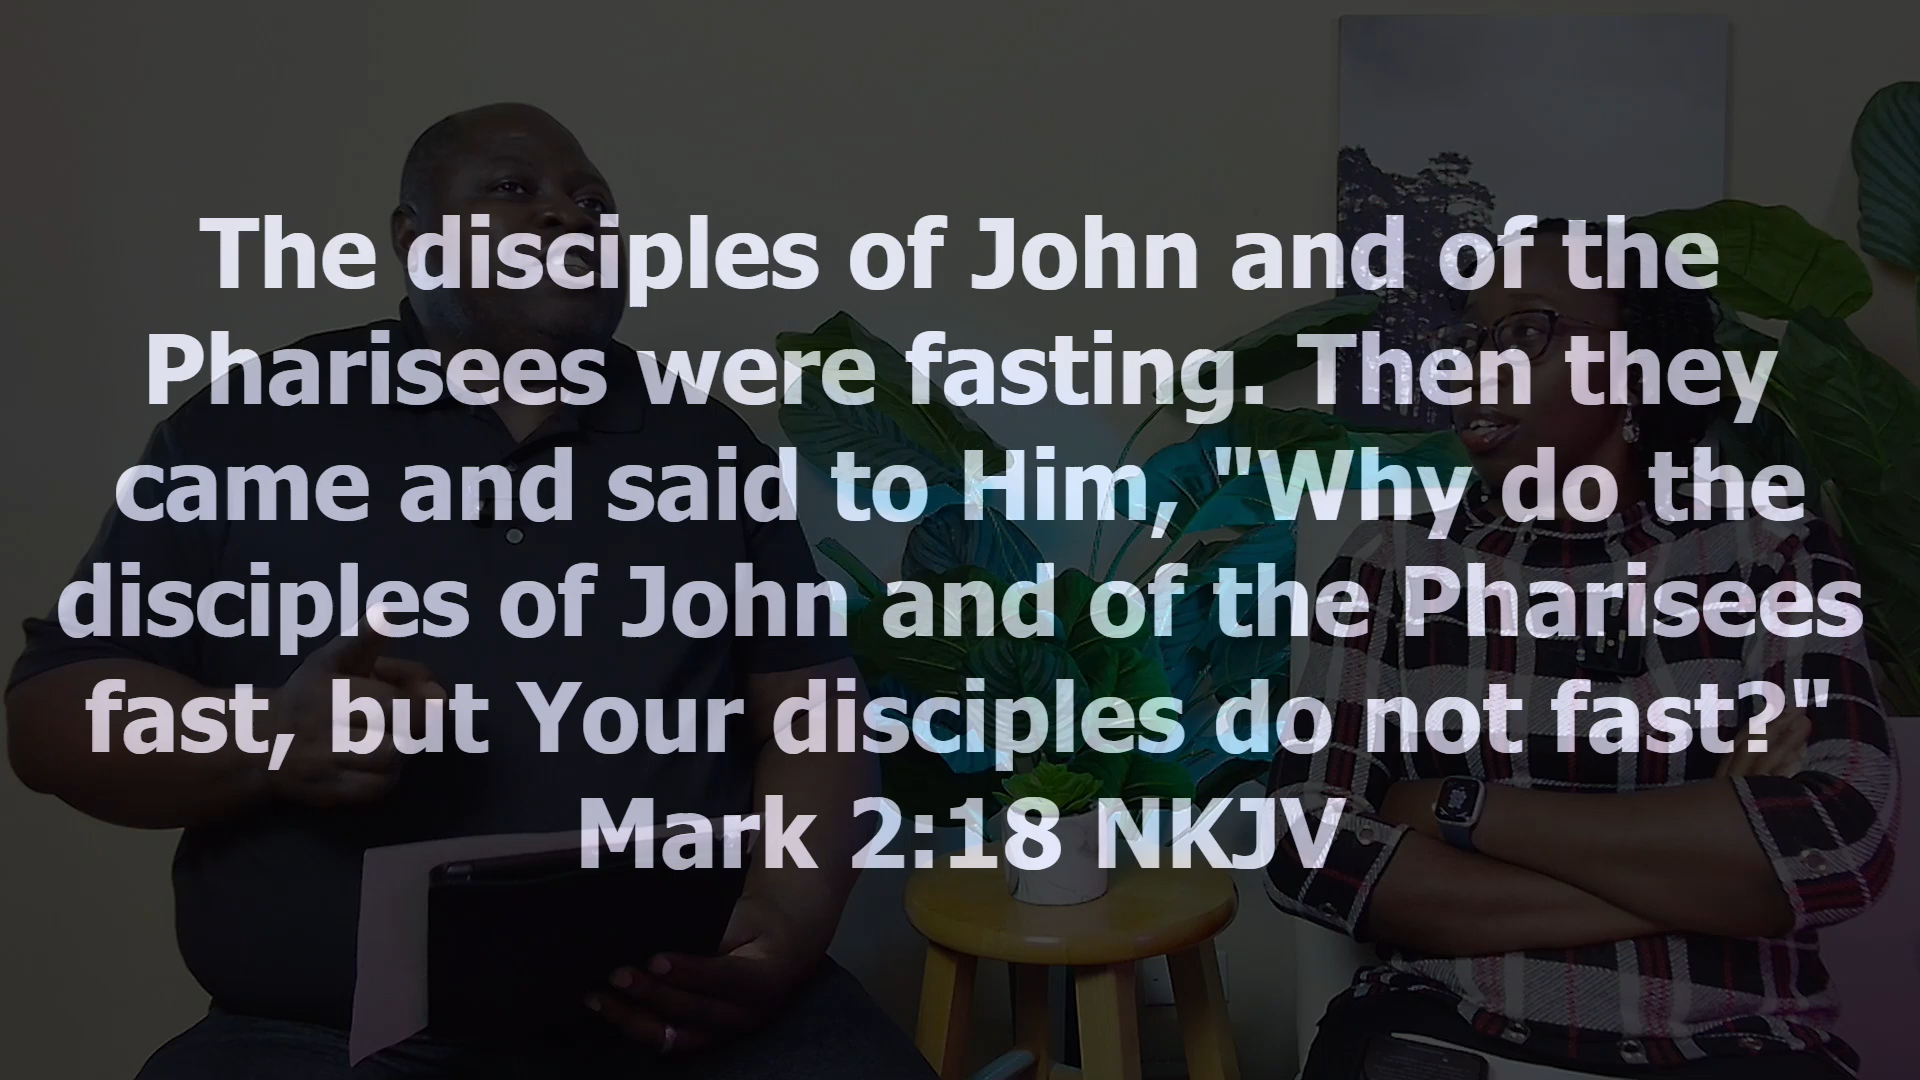 The disciples of John and of the
Pharisees were fasting. Then they
came and said to Him, "Why do the
disciples of John and of the Pharisees
fast, but Your disciples do not fast?"
Mark 2:18 NKJV